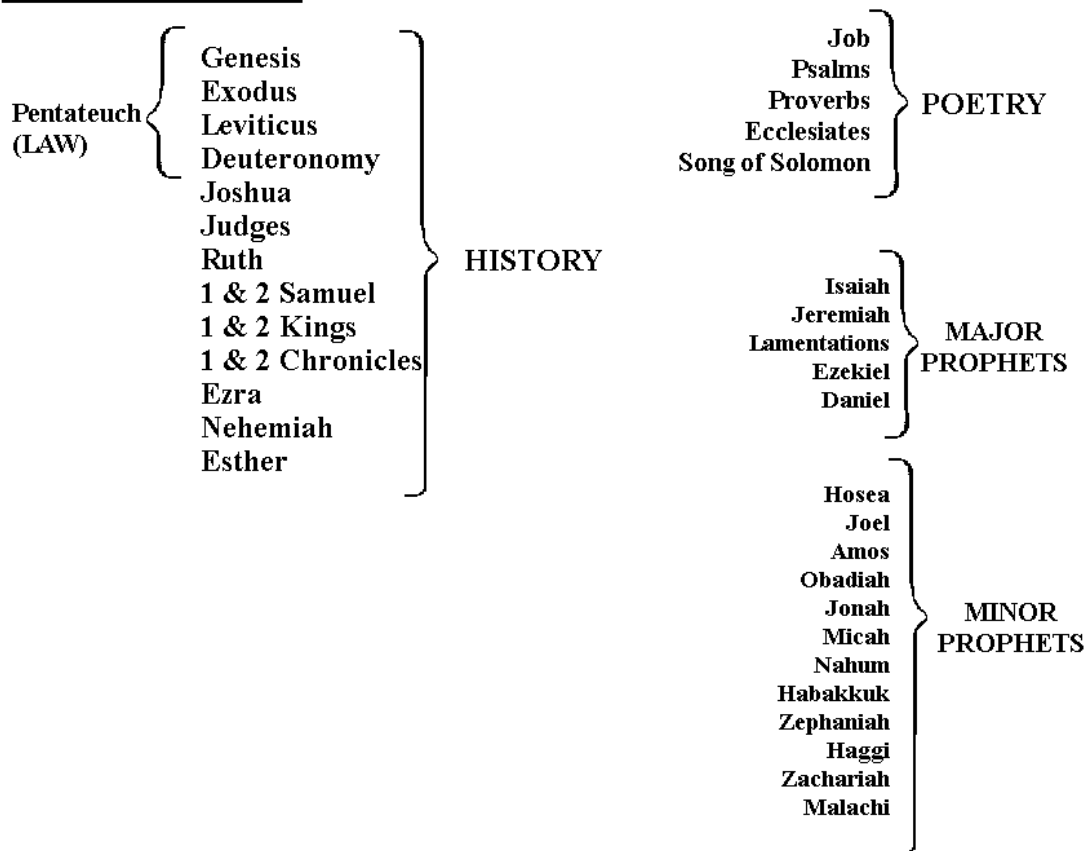 Pentateuch
(LAW)
Genesis
Exodus
Leviticus
Deuteronomy
Joshua
Judges
Ruth
1 & 2 Samuel
1 & 2 Kings
1 & 2 Chronicles
Ezra
Nehemiah
Esther
HISTORY
Job
Psalms
Proverbs
Ecclesiates
Song of Solomon
POETRY
Isaiah
Jeremiah
Lamentations
Ezekiel
Daniel
MAJOR
PROPHETS
Hosea
Joel
Amos
Obadiah
Jonah
Micah
Nahum
Habakkuk
Zephaniah
Haggi
Zachariah
Malachi
MINOR
PROPHETS